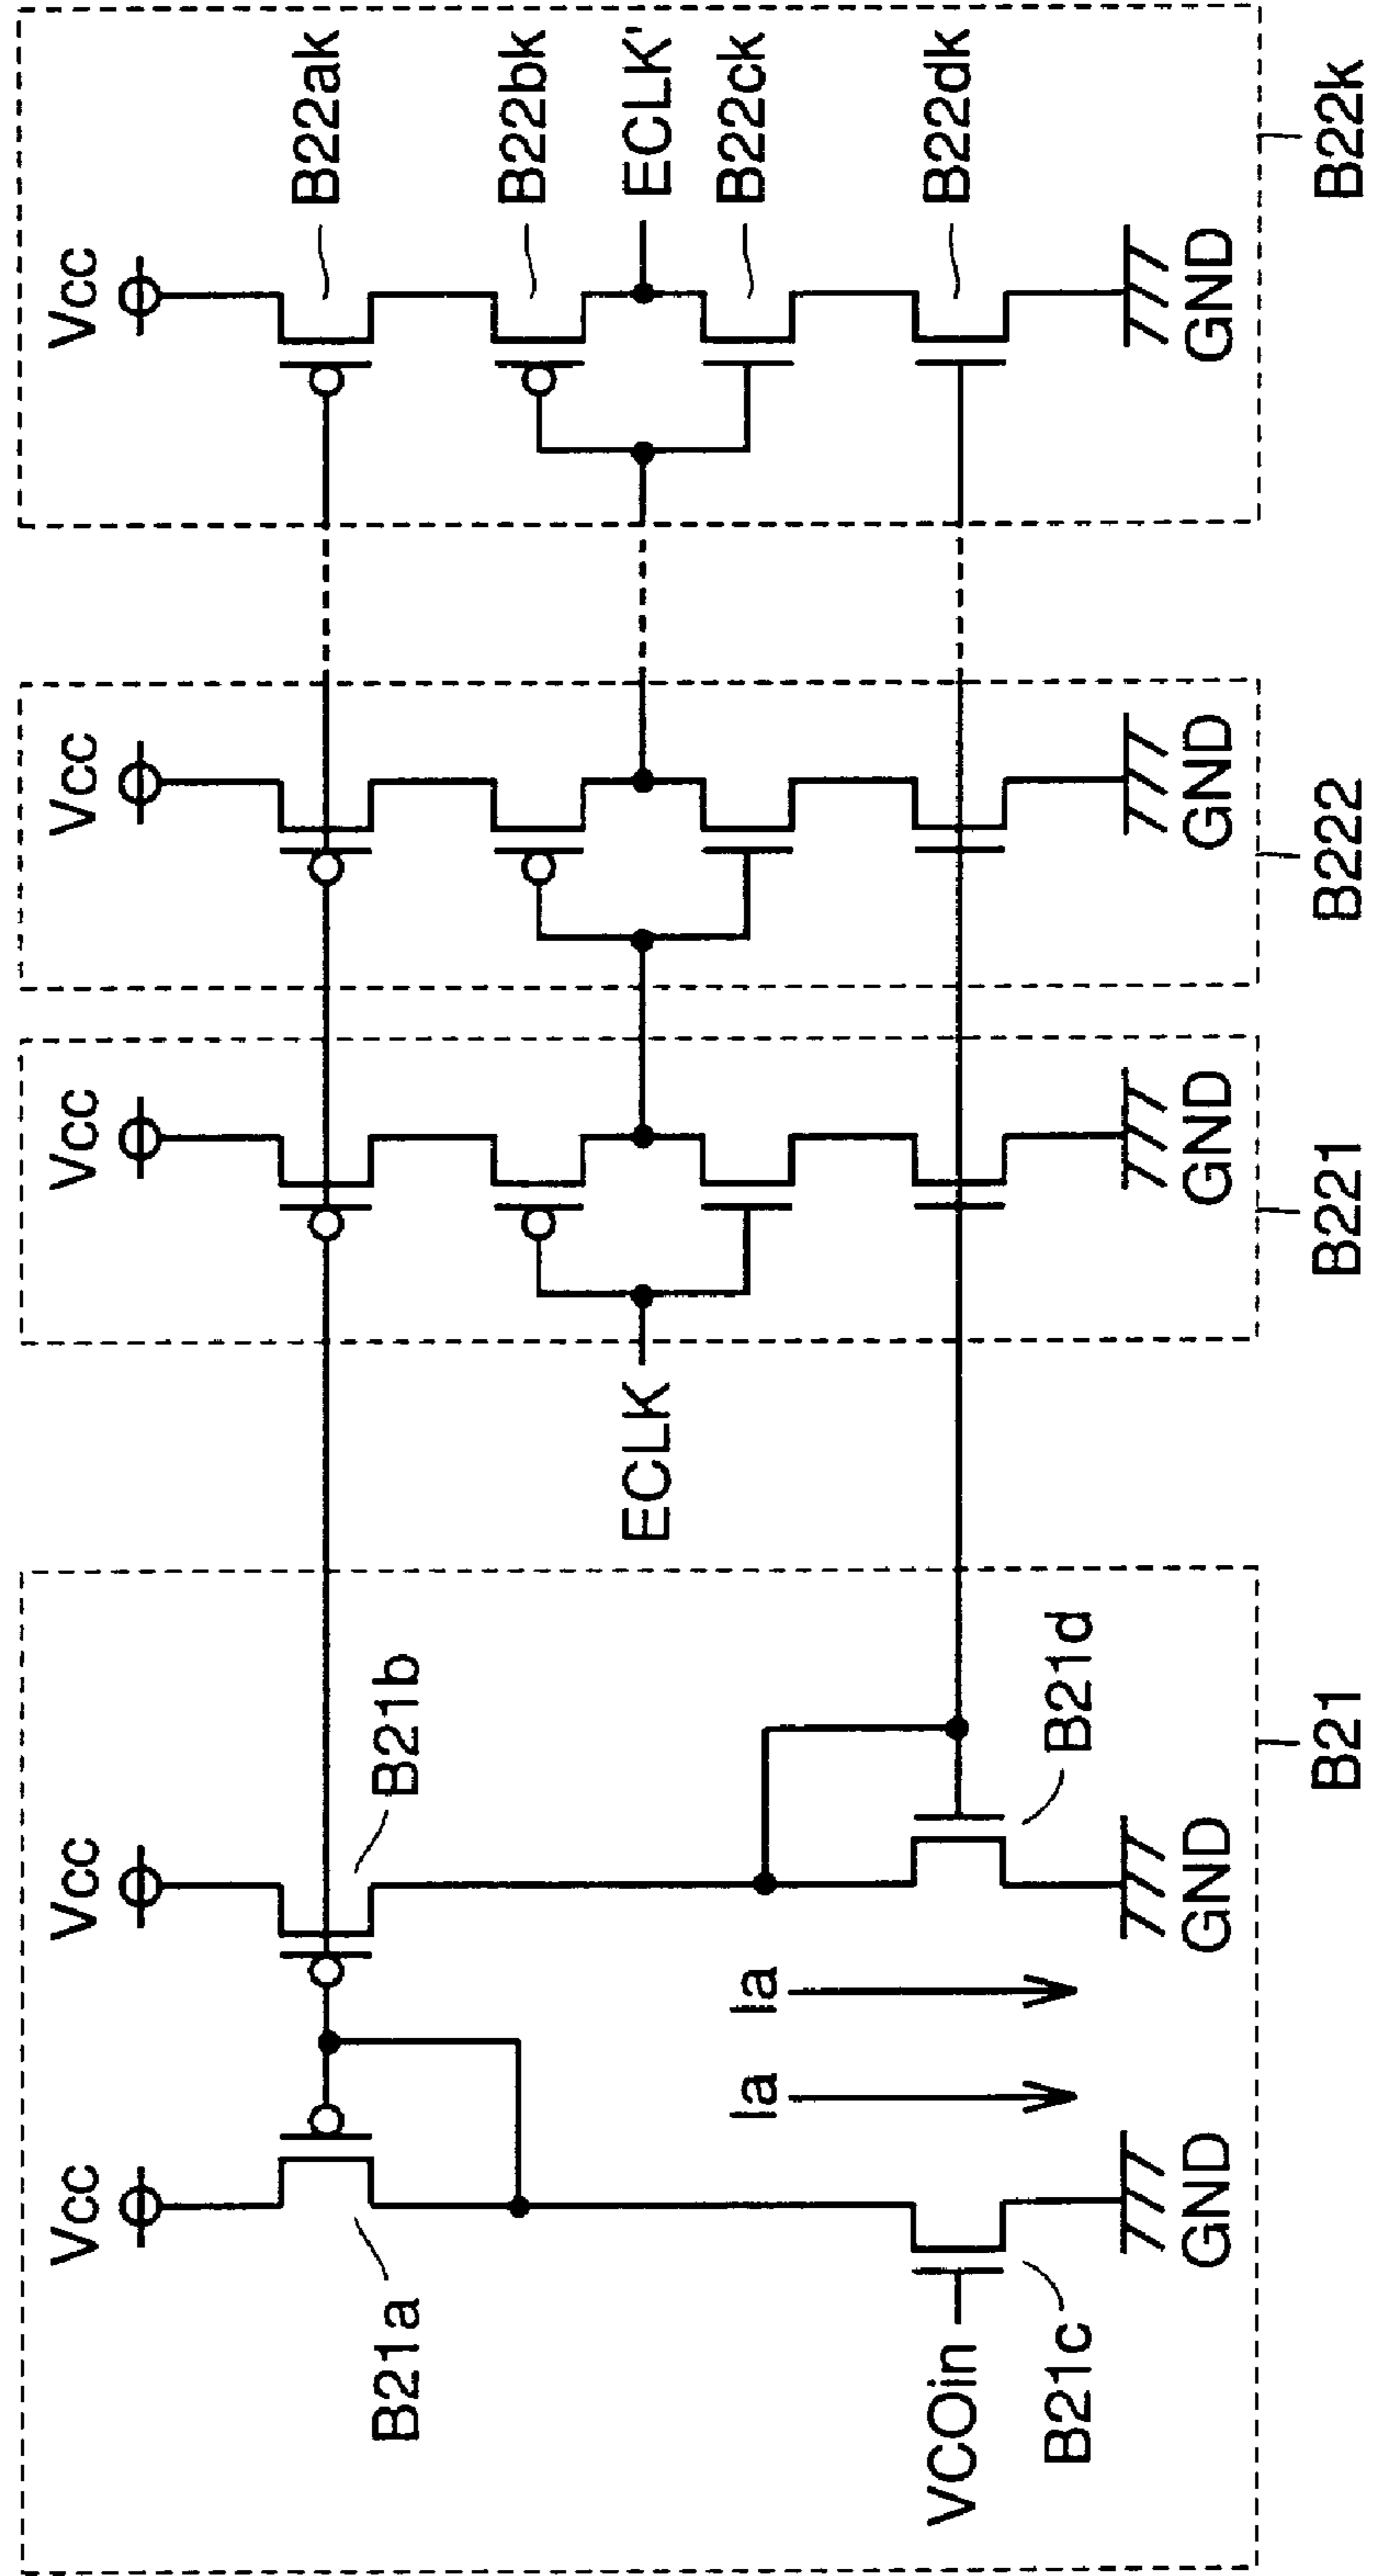 Vcc
Vcc
Vcc
Vcc
Vcc
B21a
B21b
B22ak
B22bk
ECLK
ECLK'
B22ck
Ia
Ia
VCOin
B21c
B21d
B22dk
GND
GND
GND
GND
GND
B21
B221
B222
B22k